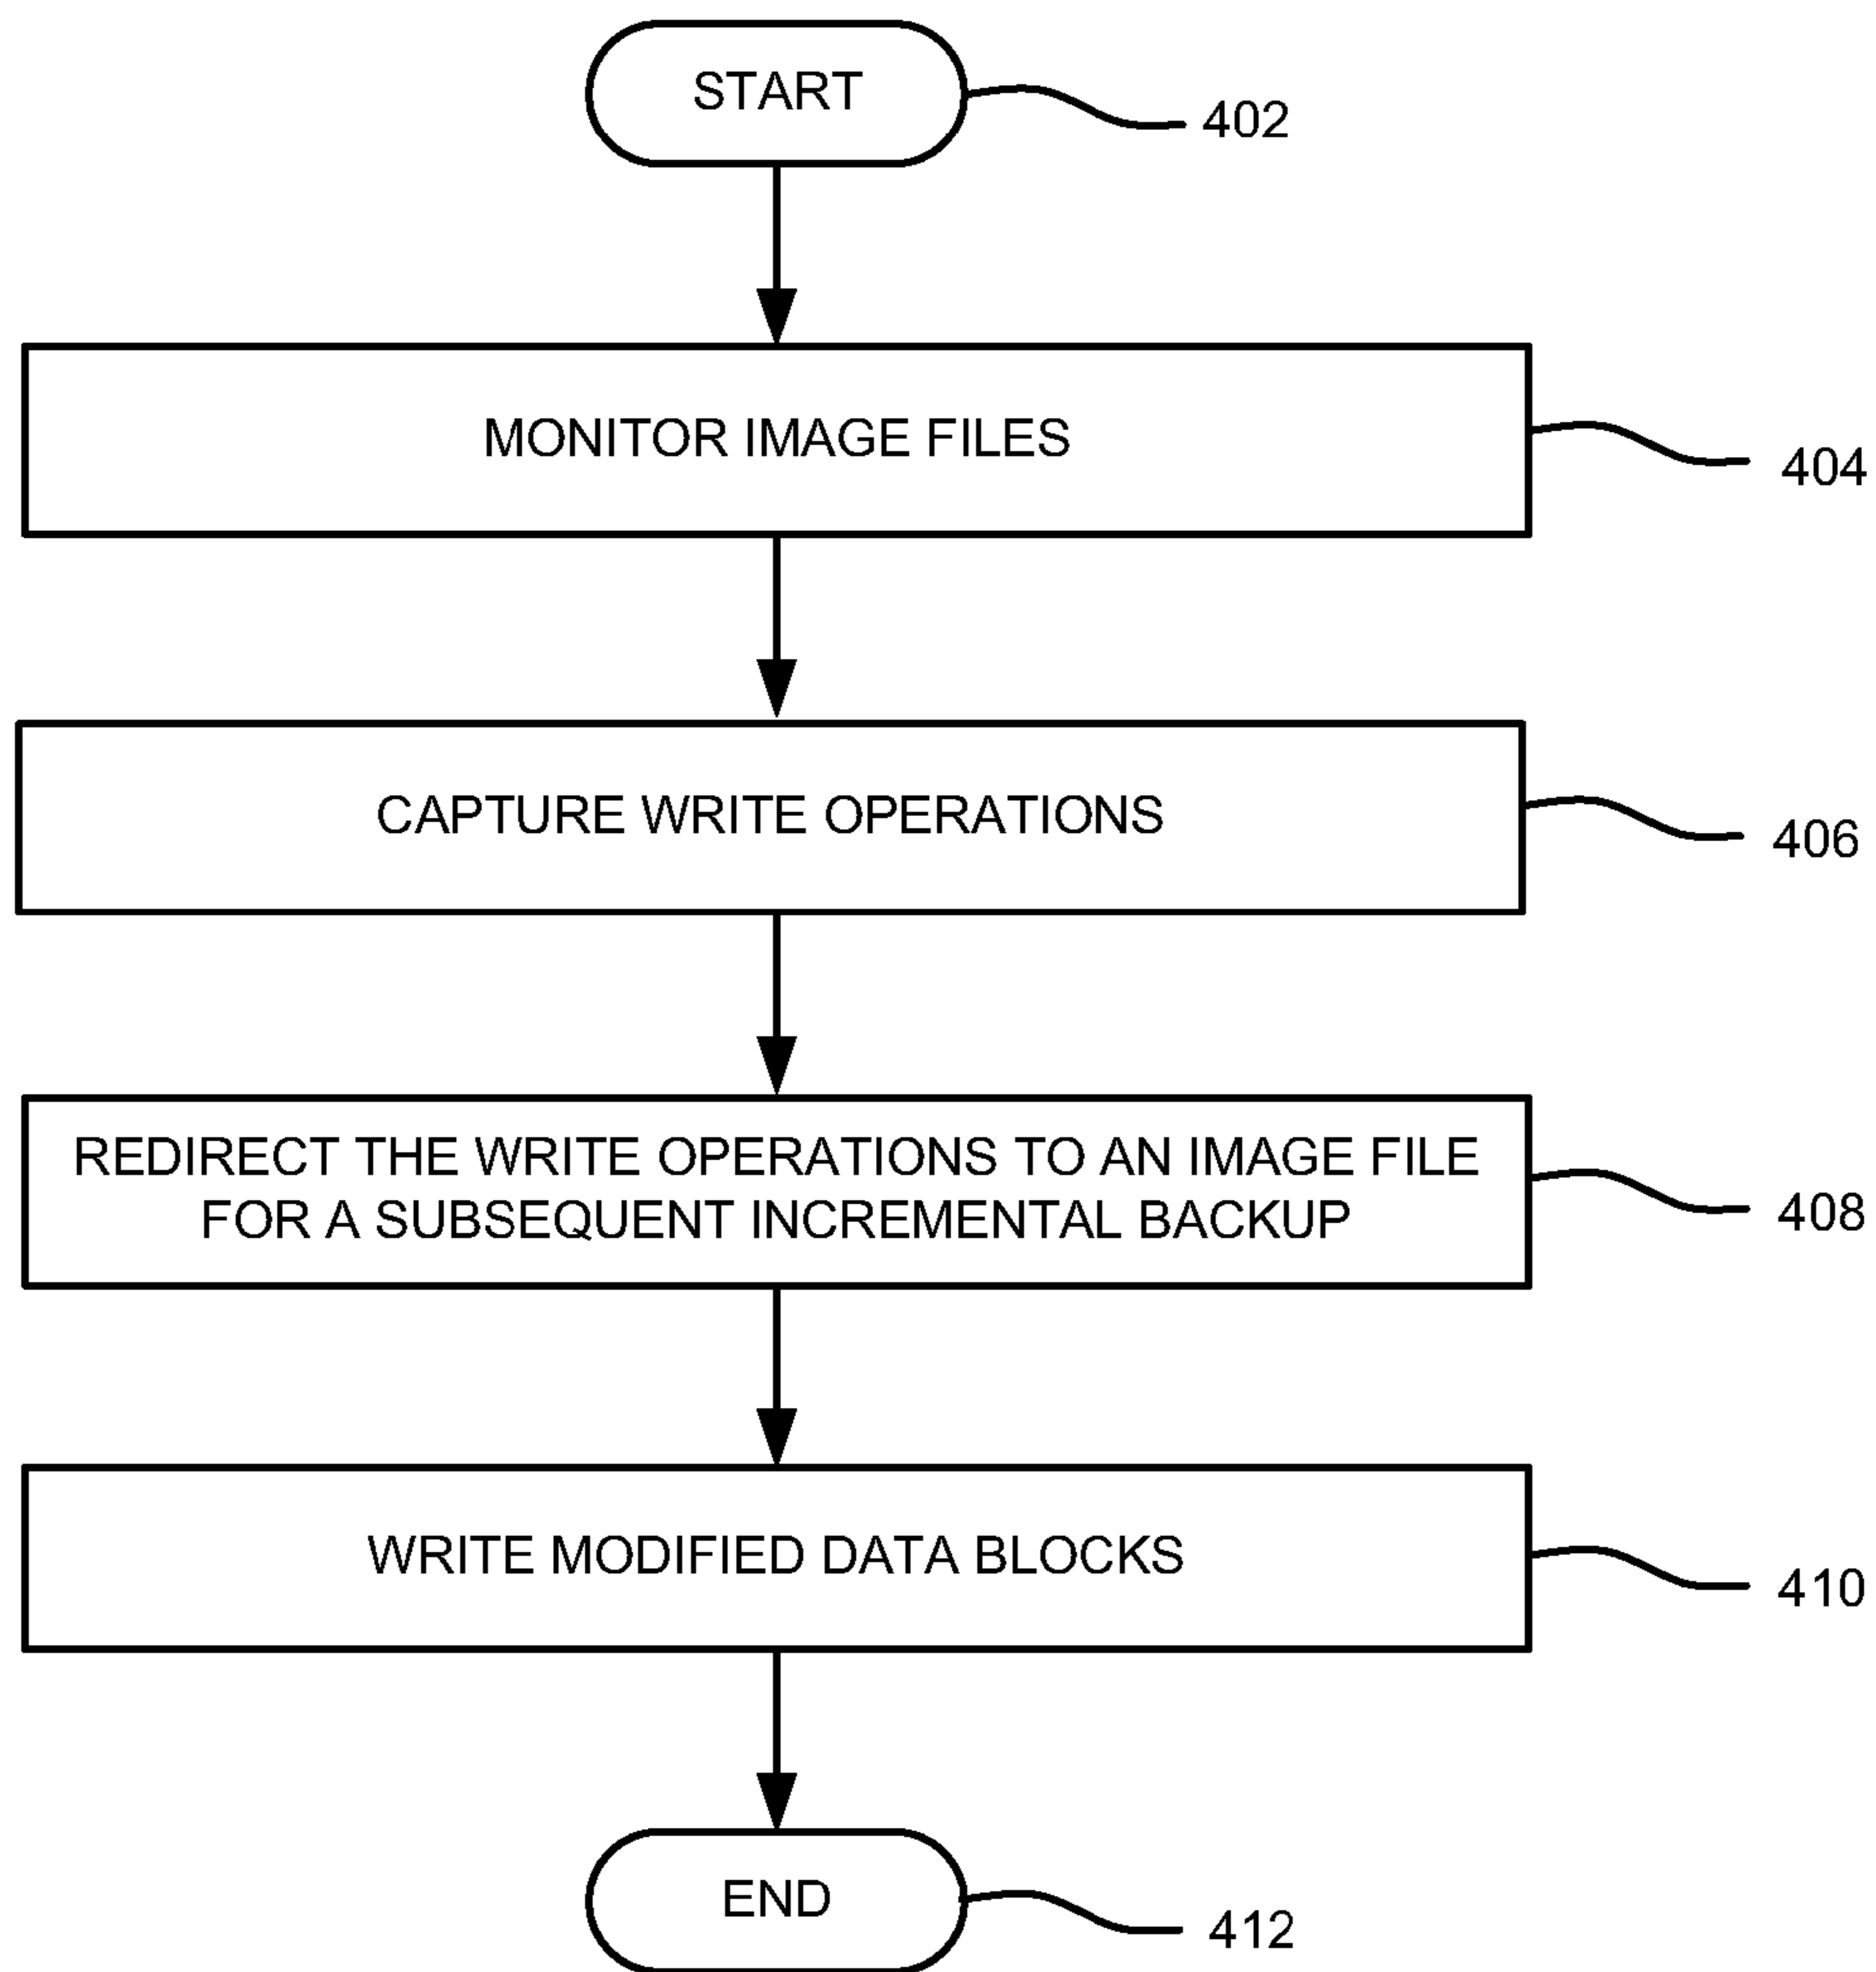 START
402
MONITOR IMAGE FILES
404
CAPTURE WRITE OPERATIONS
406
REDIRECT THE WRITE OPERATIONS TO AN IMAGE FILE
FOR A SUBSEQUENT INCREMENTAL BACKUP
408
WRITE MODIFIED DATA BLOCKS
410
END
412